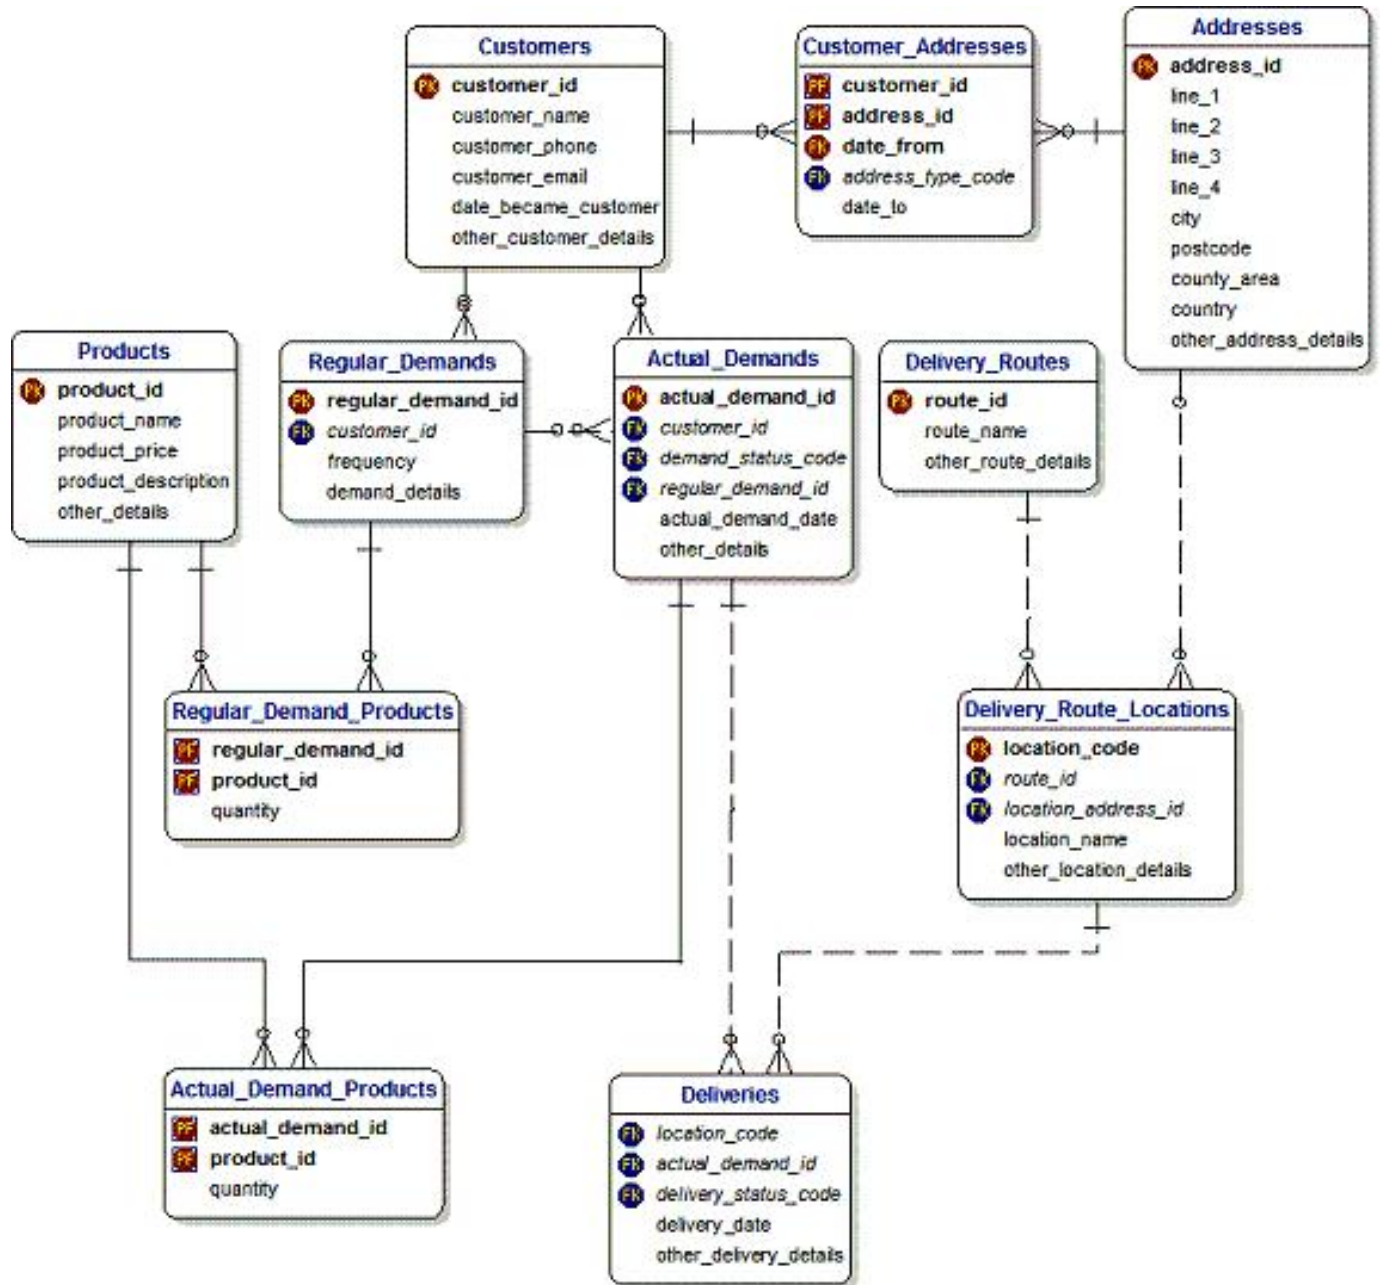 Customers
PK customer_id
customer_name
customer_phone
customer_email
date_became_customer
other_customer_details
Customer_Addresses
PF customer_id
PF address_id
PK date_from
FK address_type_code
date_to
Addresses
PK address_id
line_1
line_2
line_3
line_4
city
postcode
county_area
country
other_address_details
Products
PK product_id
product_name
product_price
product_description
other_details
Regular_Demands
PK regular_demand_id
FK customer_id
frequency
demand_details
Actual_Demands
PK actual_demand_id
FK customer_id
FK demand_status_code
FK regular_demand_id
actual_demand_date
other_details
Delivery_Routes
PK route_id
route_name
other_route_details
Regular_Demand_Products
PF regular_demand_id
PF product_id
quantity
Delivery_Route_Locations
PK location_code
FK route_id
FK location_address_id
location_name
other_location_details
Actual_Demand_Products
PF actual_demand_id
PF product_id
quantity
Deliveries
FK location_code
FK actual_demand_id
FK delivery_status_code
delivery_date
other_delivery_details